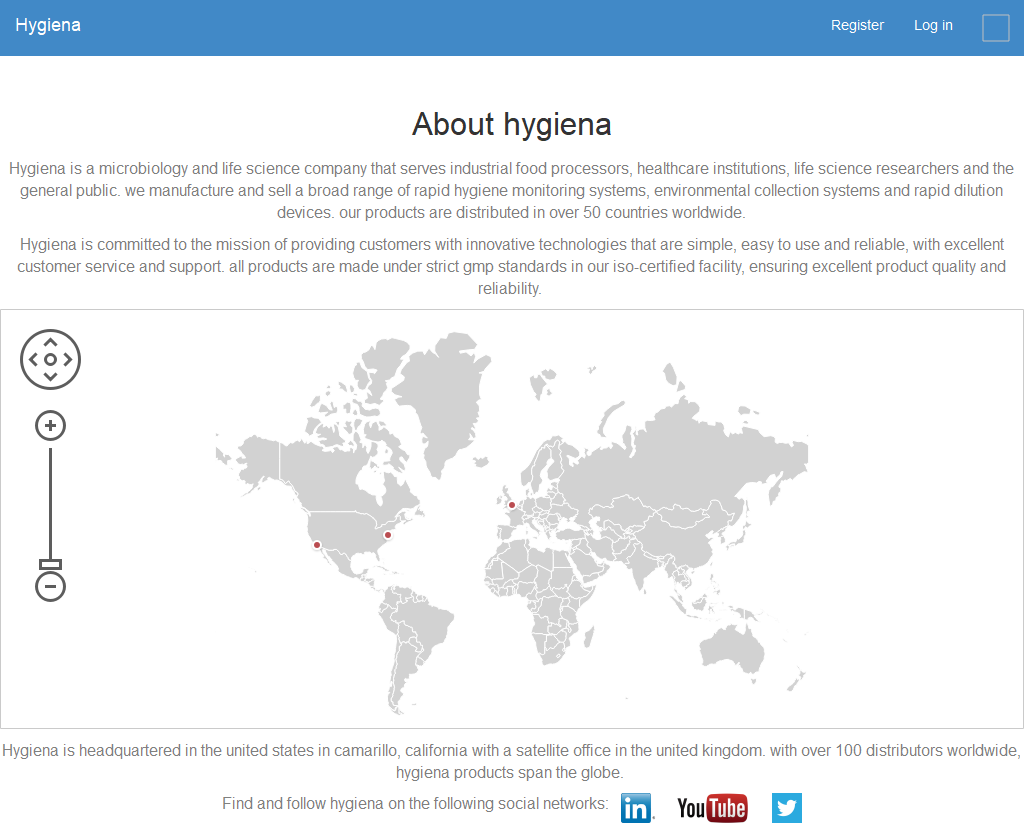 Hygiena
Register
Log in
About hygiena
Hygiena is a microbiology and life science company that serves industrial food processors, healthcare institutions, life science researchers and the
general public. we manufacture and sell a broad range of rapid hygiene monitoring systems, environmental collection systems and rapid dilution
devices. our products are distributed in over 50 countries worldwide.
Hygiena is committed to the mission of providing customers with innovative technologies that are simple, easy to use and reliable, with excellent
customer service and support. all products are made under strict gmp standards in our iso-certified facility, ensuring excellent product quality and
reliability.
Hygiena is headquartered in the united states in camarillo, california with a satellite office in the united kingdom. with over 100 distributors worldwide,
hygiena products span the globe.
Find and follow hygiena on the following social networks:
in
YouTube